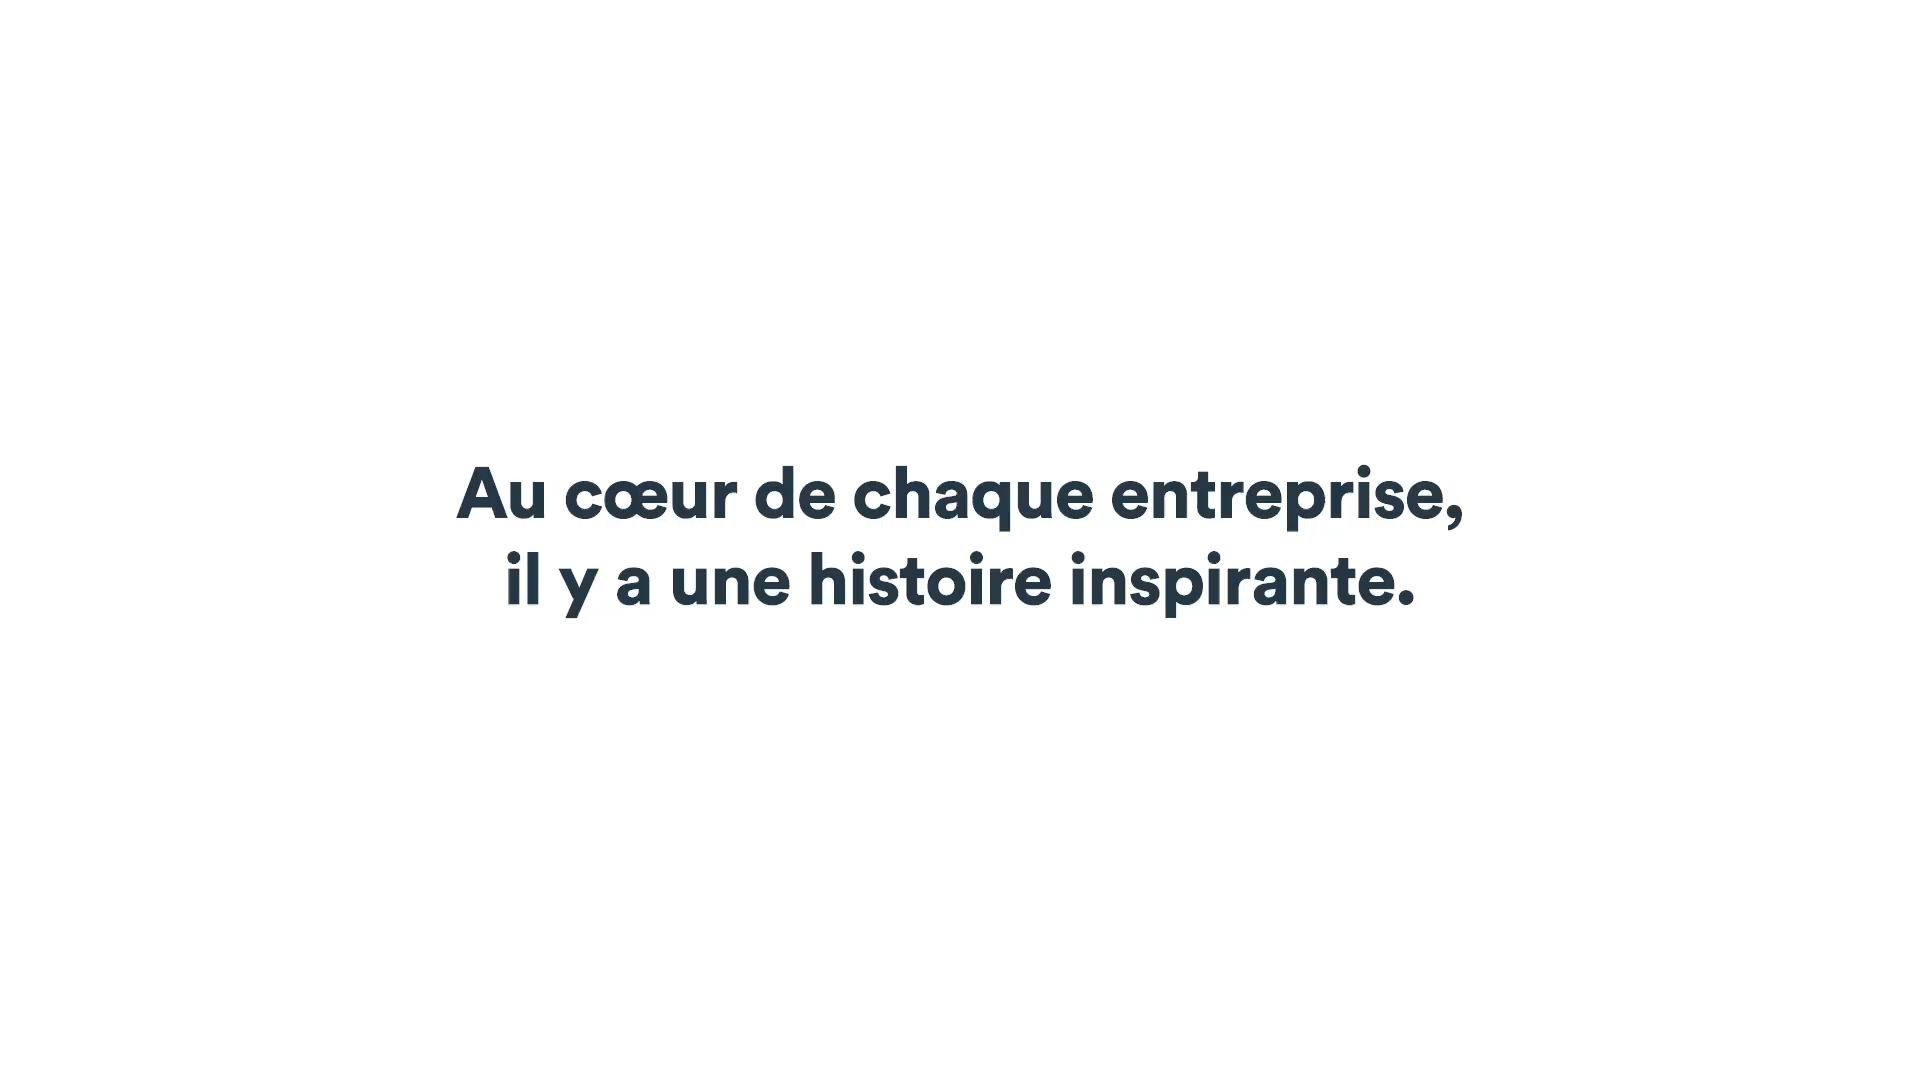 Au cœur de chaque entreprise,
il y a une histoire inspirante.